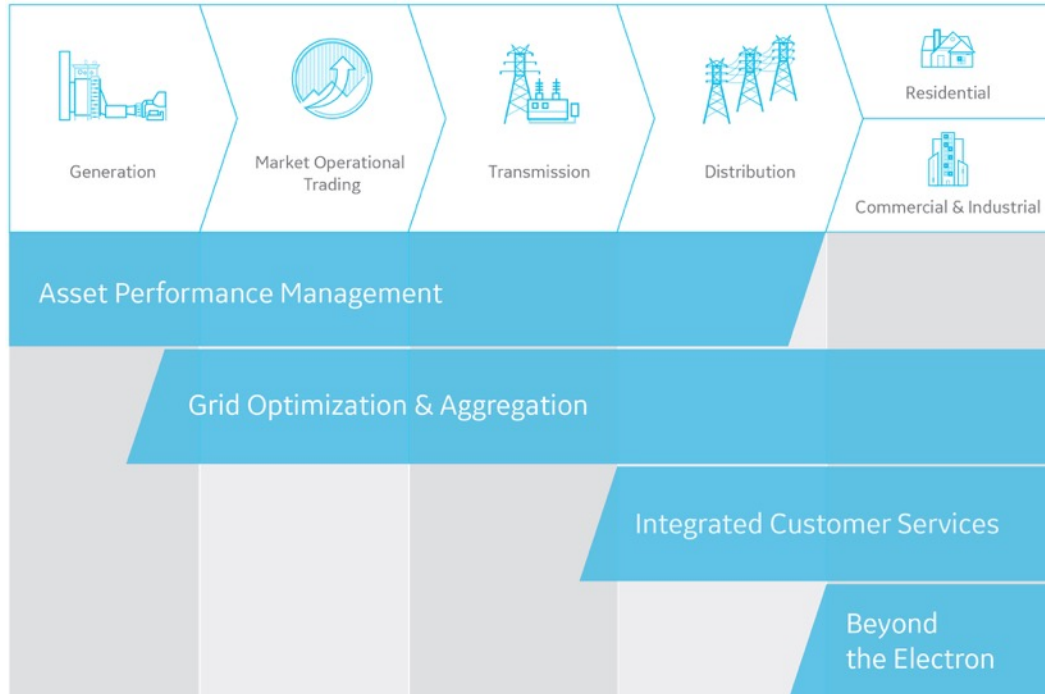 Generation
Market Operational
Trading
Transmission
Distribution
Residential
Commercial & Industrial
Asset Performance Management
Grid Optimization & Aggregation
Integrated Customer Services
Beyond
the Electron